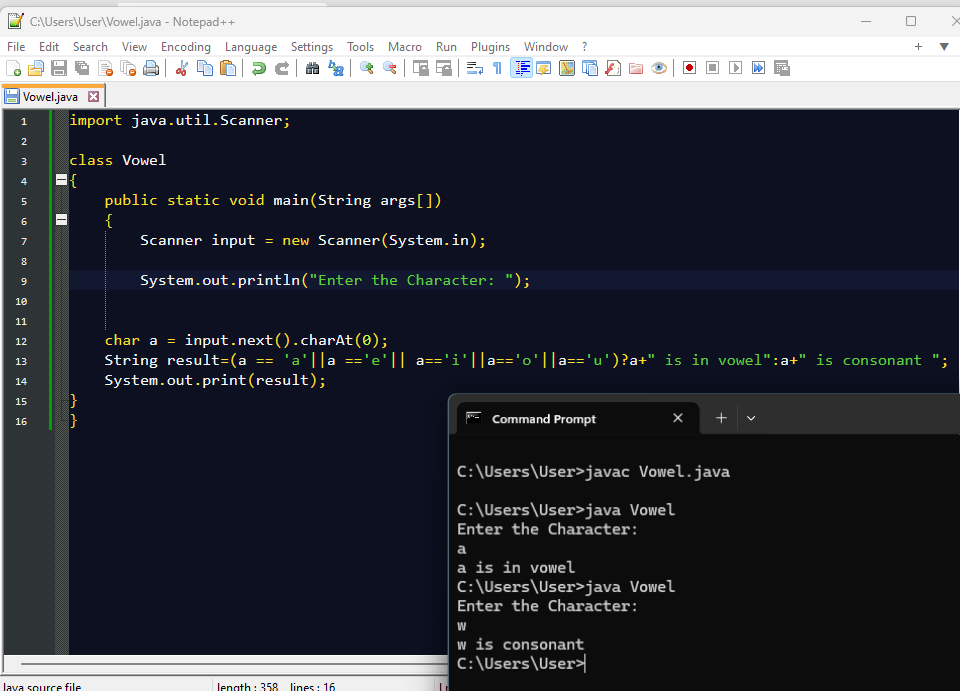 C:\Users\User\Vowel.java - Notepad++
File Edit Search View Encoding Language Settings Tools Macro Run Plugins Window ?
Vowel.java
1 import java.util.Scanner;
2
3 class Vowel
4 {
5 public static void main(String args[])
6 {
7 Scanner input = new Scanner(System.in);
8
9 System.out.println("Enter the Character: ");
10
11
12 char a = input.next().charAt(0);
13 String result=(a == 'a'||a =='e'|| a=='i'||a=='o'||a=='u')?a+" is in vowel":a+" is consonant ";
14 System.out.print(result);
15 }
16 }
Command Prompt
C:\Users\User>javac Vowel.java
C:\Users\User>java Vowel
Enter the Character:
a
a is in vowel
C:\Users\User>java Vowel
Enter the Character:
w
w is consonant
C:\Users\User>
Java source file length : 358 lines : 16